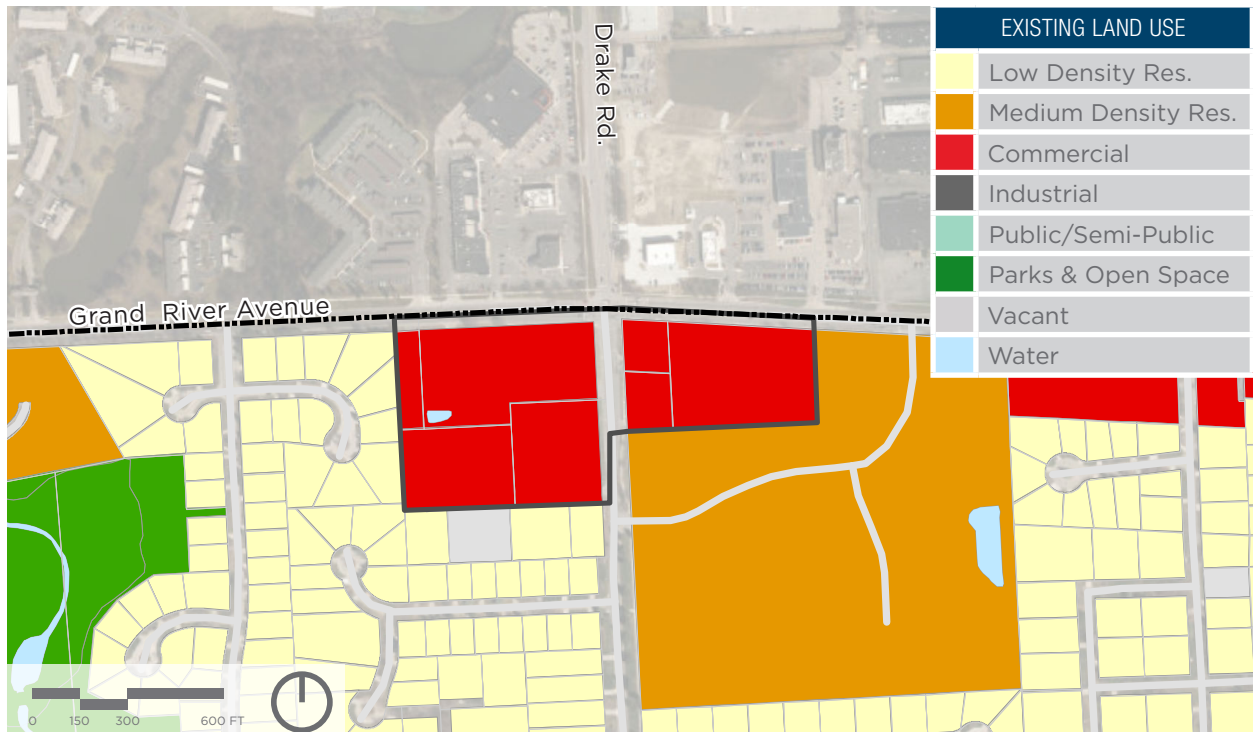 Drake Rd.
EXISTING LAND USE
Low Density Res.
Medium Density Res.
Commercial
Industrial
Public/Semi-Public
Parks & Open Space
Vacant
Water
Grand River Avenue
0 150 300 600 FT